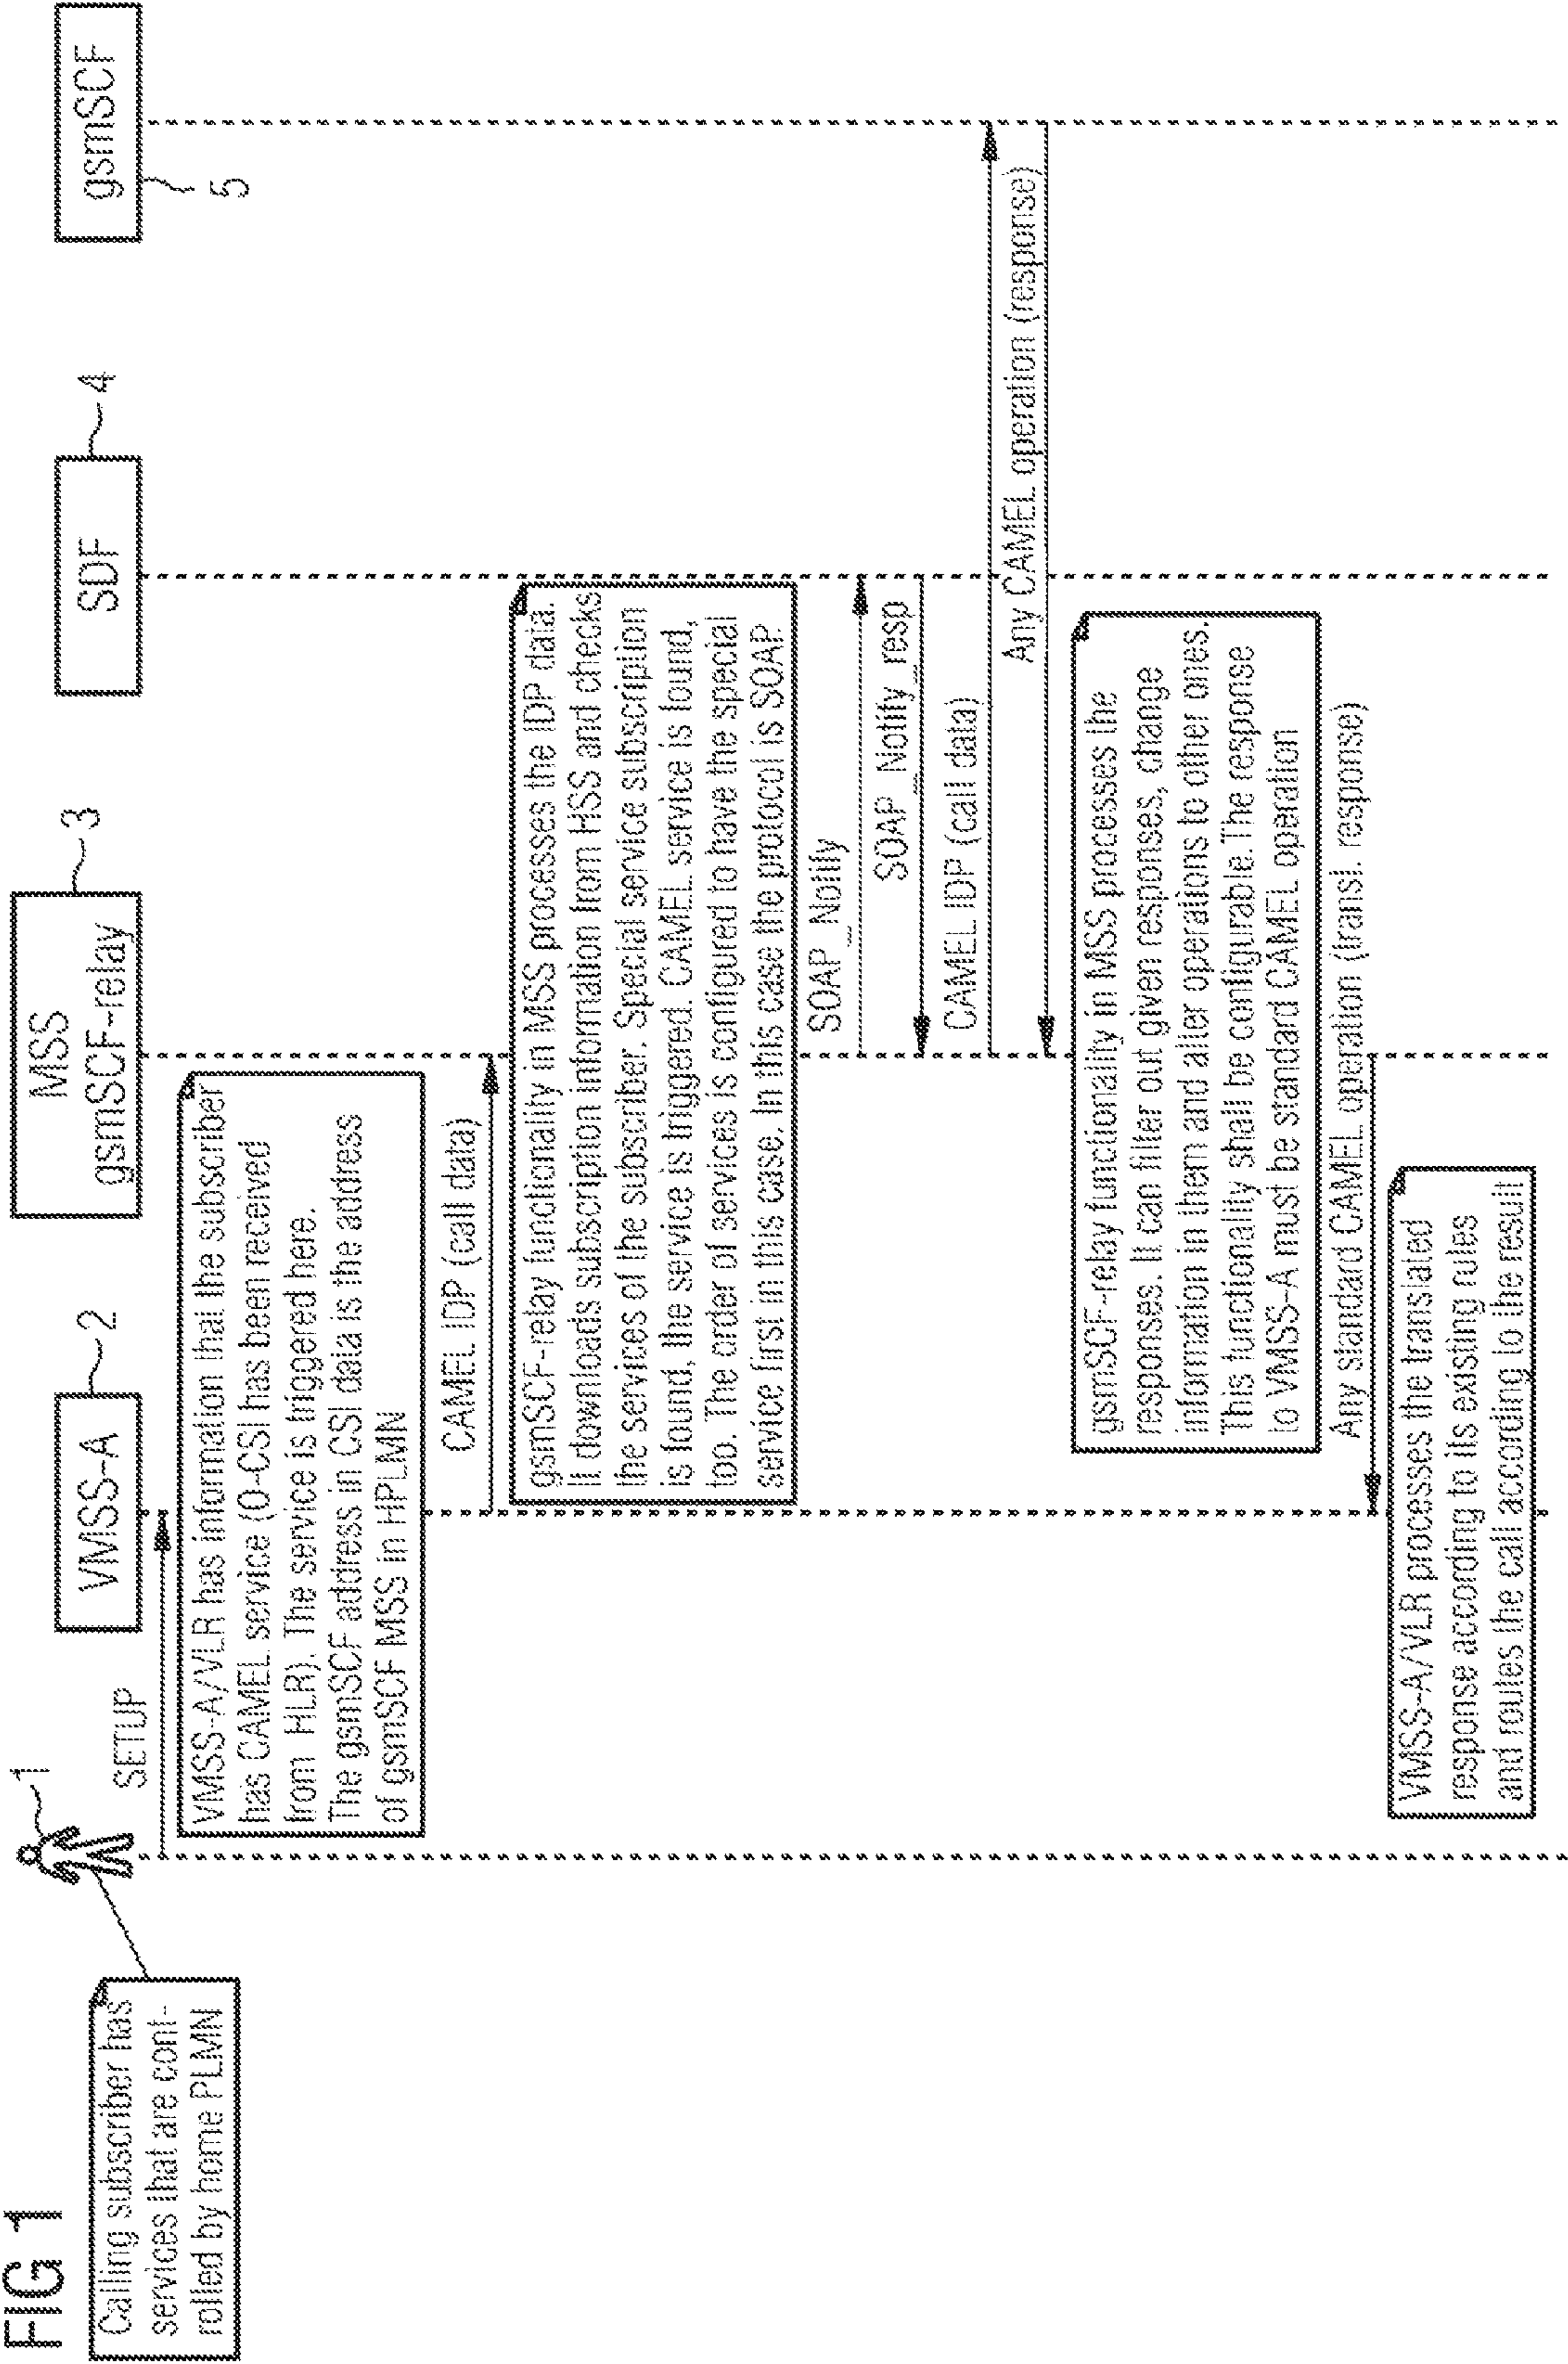 FIG 1
Calling subscriber has
services that are cont-
rolled by home PLMN
1
SETUP
VMSS-A
2
MSS
gsmSCF-relay
3
SDF
4
gsmSCF
5
VMSS-A/VLR has information that the subscriber
has CAMEL service (O-CSI has been received
from HLR). The service is triggered here.
The gsmSCF address in CSI data is the address
of gsmSCF MSS in HPLMN
CAMEL IDP (call data)
gsmSCF-relay functionality in MSS processes the IDP data.
It downloads subscription information from HSS and checks
the services of the subscriber. Special service subscription
is found, the service is triggered. CAMEL service is found,
too. The order of services is configured to have the special
service first in this case. In this case the protocol is SOAP.
SOAP_Notify
SOAP_Notify_resp
CAMEL IDP (call data)
Any CAMEL operation (response)
gsmSCF-relay functionality in MSS processes the
responses. It can filter out given responses, change
information in them and alter operations to other ones.
This functionality shall be configurable.The response
to VMSS-A must be standard CAMEL operation
Any standard CAMEL operation (transl. response)
VMSS-A/VLR processes the translated
response according to its existing rules
and routes the call according to the result